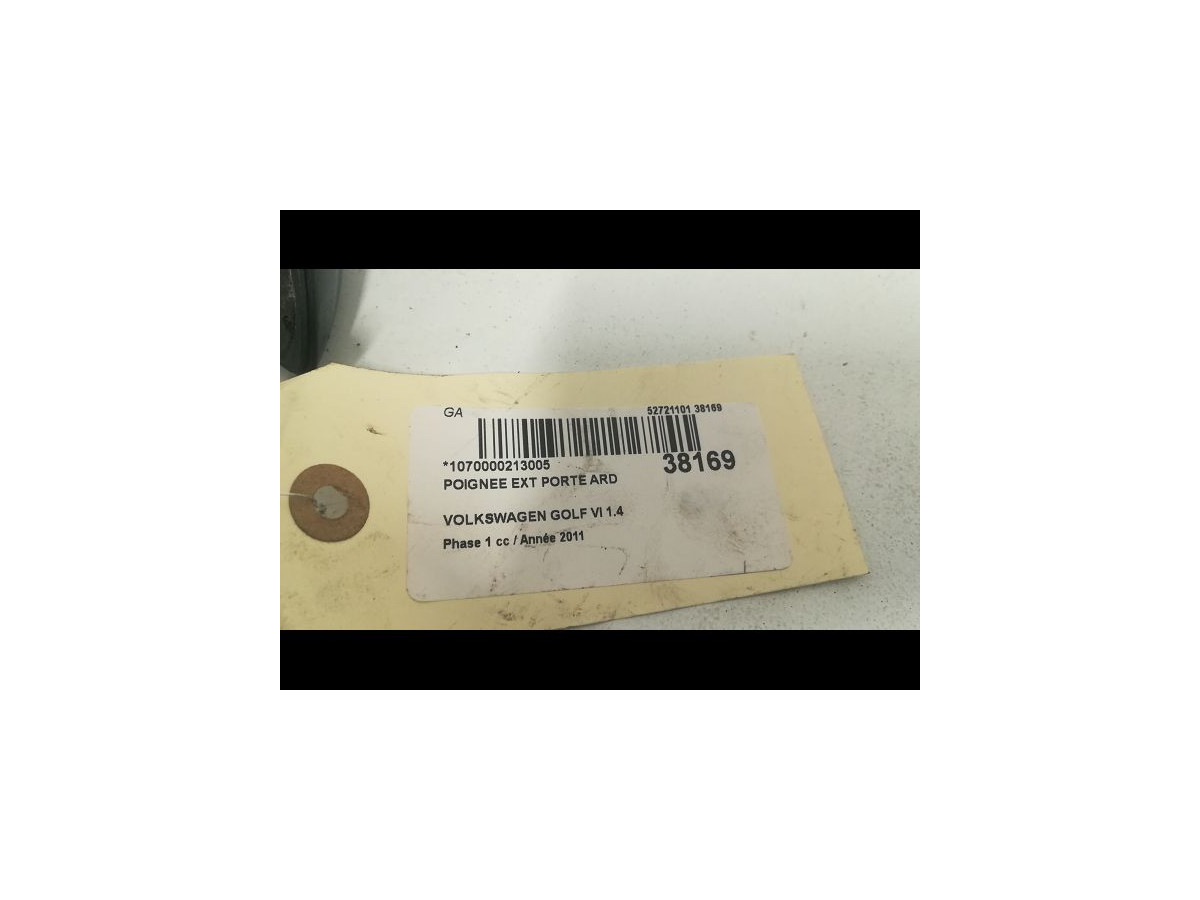 GA 52721101 38169
*1070000213005 38169
POIGNEE EXT PORTE ARD
VOLKSWAGEN GOLF VI 1.4
Phase 1 cc / Année 2011